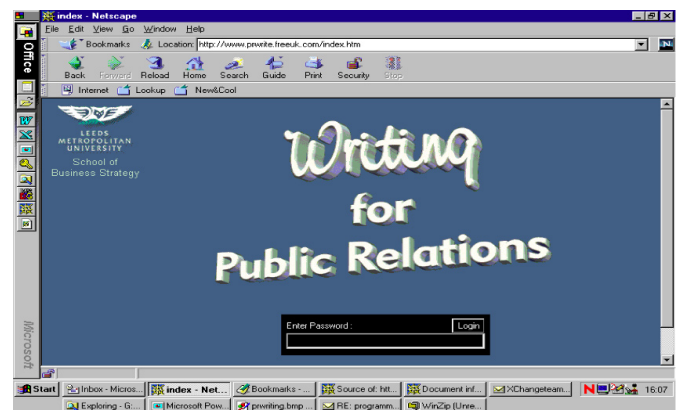 index - Netscape
File Edit View Go Window Help
Bookmarks Location: http://www.prwrite.freeuk.com/index.htm
Back Forward Reload Home Search Guide Print Security Stop
Internet Lookup New&Cool
Office
LEEDS
METROPOLITAN
UNIVERSITY
School of
Business Strategy
Writing
for
Public Relations
Enter Password : Login
Microsoft
Start Inbox - Micros... index - Net... Bookmarks - ... Source of: htt... Document inf... XChangeteam... 16:07
Exploring - G:... Microsoft Pow... prwriting.bmp ... RE: programm... WinZip (Unre...